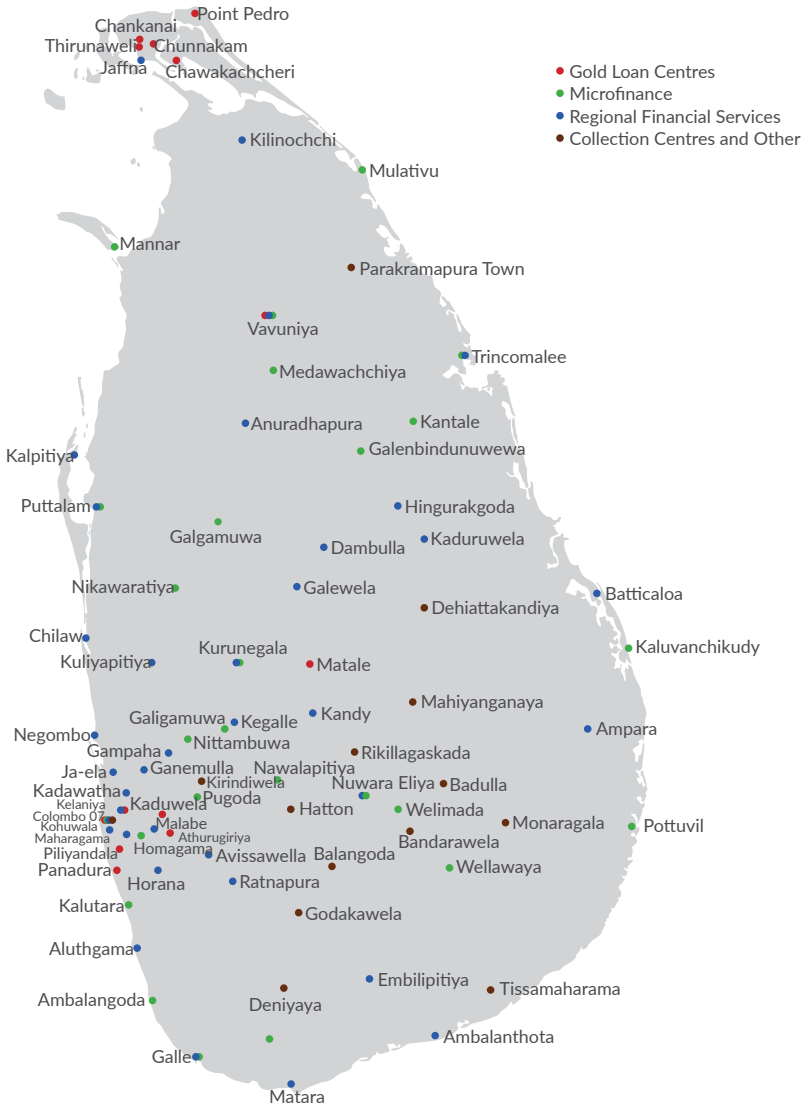 Point Pedro
Chankanai
Thirunaweli
Chunnakam
Jaffna
Chawakachcheri
Gold Loan Centres
Microfinance
Regional Financial Services
Collection Centres and Other
Kilinochchi
Mulativu
Mannar
Parakramapura Town
Vavuniya
Trincomalee
Medawachchiya
Anuradhapura
Kantale
Galenbindunuwewa
Kalpitiya
Puttalam
Hingurakgoda
Galgamuwa
Dambulla
Kaduruwela
Nikawaratiya
Galewela
Batticaloa
Dehiattakandiya
Chilaw
Kurunegala
Kaluvanchikudy
Kuliyapitiya
Matale
Mahiyanganaya
Galigamuwa
Kegalle
Kandy
Negombo
Nittambuwa
Ampara
Gampaha
Rikillagaskada
Ja-ela
Ganemulla
Nawalapitiya
Kirindiwela
Nuwara Eliya
Badulla
Kadawatha
Pugoda
Kelaniya
Kaduwela
Hatton
Welimada
Colombo 07
Malabe
Monaragala
Pottuvil
Kohuwala
Maharagama
Athurugiriya
Bandarawela
Homagama
Piliyandala
Avissawella
Balangoda
Panadura
Wellawaya
Horana
Ratnapura
Kalutara
Godakawela
Aluthgama
Embilipitiya
Tissamaharama
Ambalangoda
Deniyaya
Ambalanthota
Galle
Matara